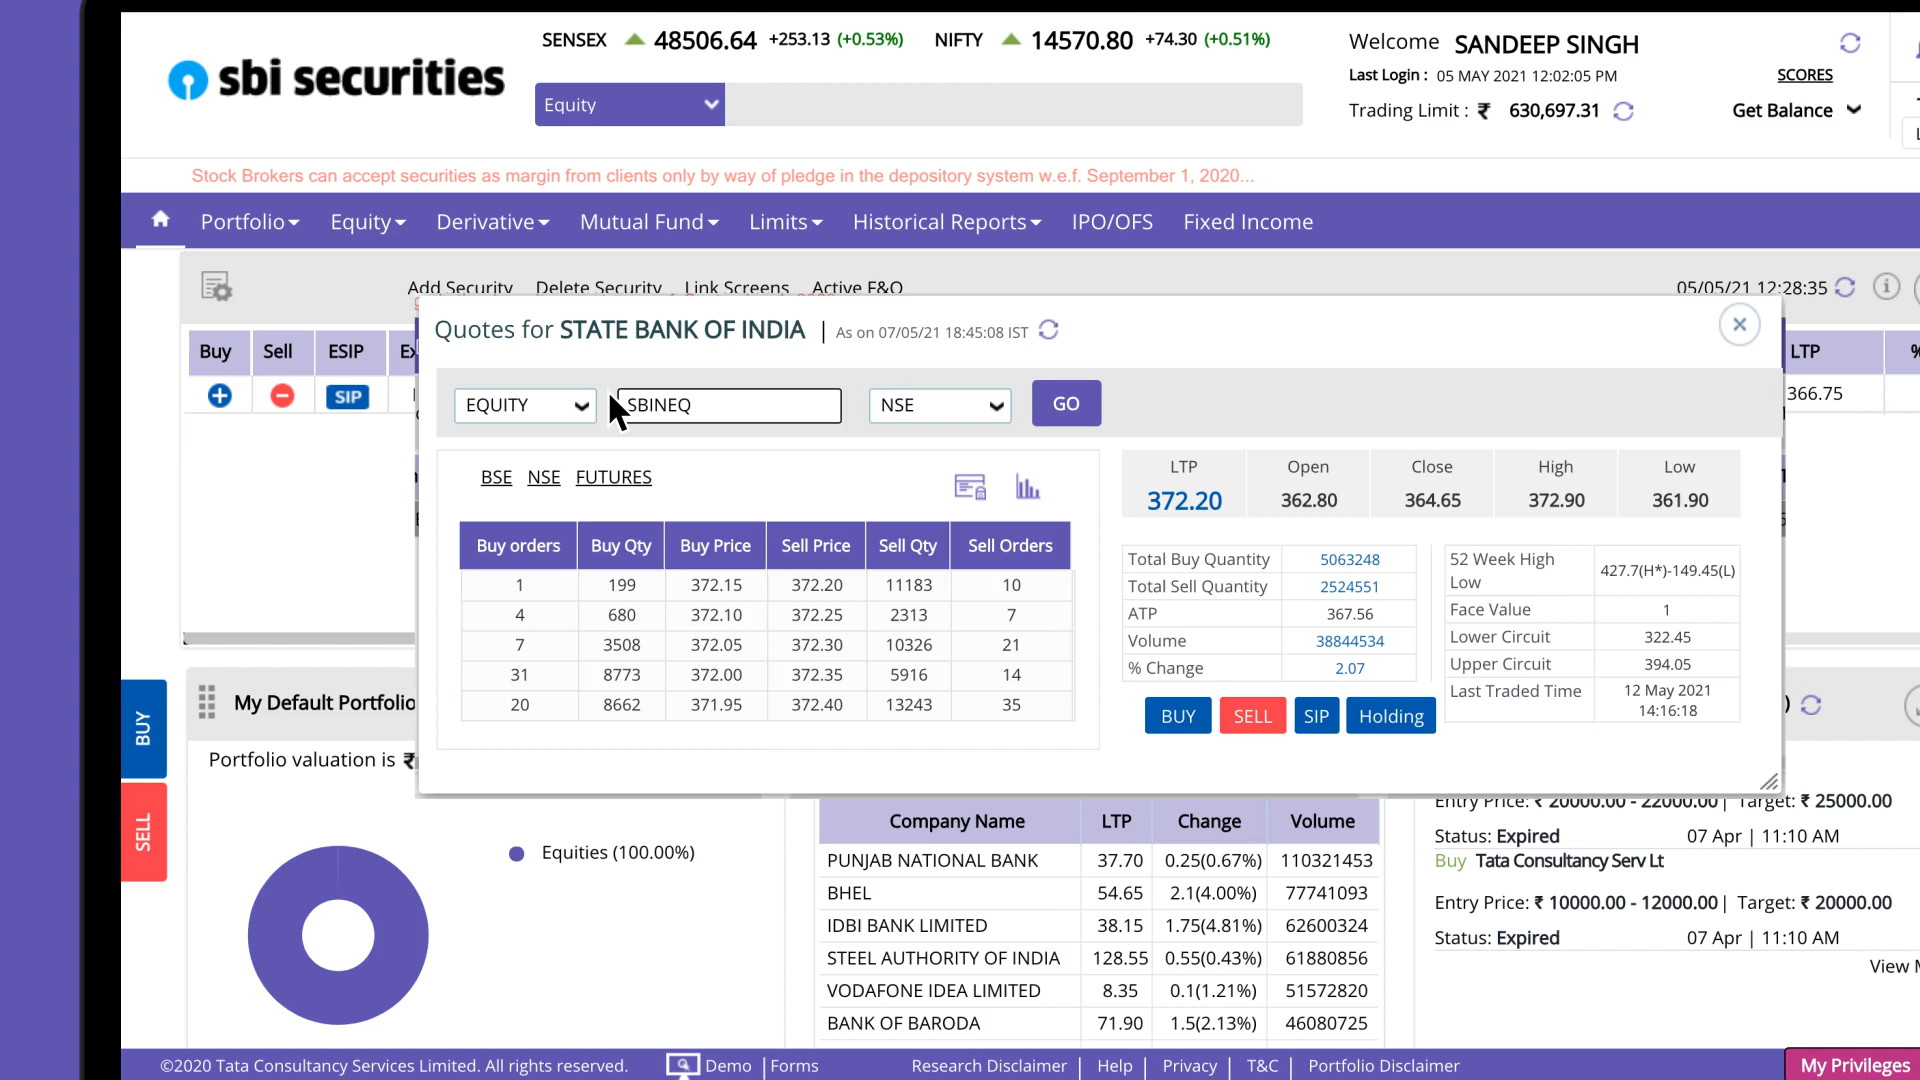 SENSEX 48506.64 +253.13 (+0.53%) NIFTY 14570.80 +74.30 (+0.51%)
Welcome SANDEEP SINGH
sbi securities
Last Login : 05 MAY 2021 12:02:05 PM SCORES
Equity
Trading Limit : ₹ 630,697.31 Get Balance
Stock Brokers can accept securities as margin from clients only by way of pledge in the depository system w.e.f. September 1, 2020...
Portfolio Equity Derivative Mutual Fund Limits Historical Reports IPO/OFS Fixed Income
Add Security Delete Security Link Screens Active F&O 05/05/21 12:28:35
Quotes for STATE BANK OF INDIA | As on 07/05/21 18:45:08 IST
Buy Sell ESIP Ex LTP %
SIP 366.75
EQUITY SBINEQ NSE GO
BSE NSE FUTURES
LTP Open Close High Low
372.20 362.80 364.65 372.90 361.90
Buy orders Buy Qty Buy Price Sell Price Sell Qty Sell Orders
1 199 372.15 372.20 11183 10
4 680 372.10 372.25 2313 7
7 3508 372.05 372.30 10326 21
31 8773 372.00 372.35 5916 14
20 8662 371.95 372.40 13243 35
Total Buy Quantity 5063248
Total Sell Quantity 2524551
ATP 367.56
Volume 38844534
% Change 2.07
52 Week High
Low 427.7(H*)-149.45(L)
Face Value 1
Lower Circuit 322.45
Upper Circuit 394.05
Last Traded Time 12 May 2021
14:16:18
BUY SELL SIP Holding
BUY
SELL
My Default Portfolio
Portfolio valuation is ₹
Equities (100.00%)
Company Name LTP Change Volume
PUNJAB NATIONAL BANK 37.70 0.25(0.67%) 110321453
BHEL 54.65 2.1(4.00%) 77741093
IDBI BANK LIMITED 38.15 1.75(4.81%) 62600324
STEEL AUTHORITY OF INDIA 128.55 0.55(0.43%) 61880856
VODAFONE IDEA LIMITED 8.35 0.1(1.21%) 51572820
BANK OF BARODA 71.90 1.5(2.13%) 46080725
Entry Price: ₹ 20000.00 - 22000.00 | Target: ₹ 25000.00
Status: Expired 07 Apr | 11:10 AM
Buy Tata Consultancy Serv Lt
Entry Price: ₹ 10000.00 - 12000.00 | Target: ₹ 20000.00
Status: Expired 07 Apr | 11:10 AM
View
©2020 Tata Consultancy Services Limited. All rights reserved. Demo | Forms Research Disclaimer | Help | Privacy | T&C | Portfolio Disclaimer
My Privileges